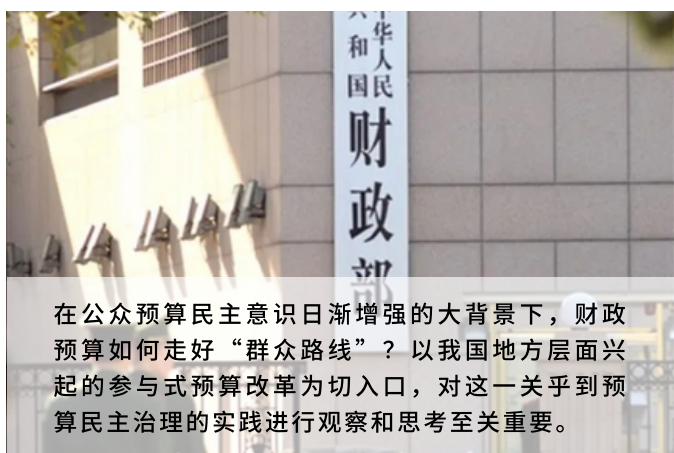 中华人民
共和国
财政部
在公众预算民主意识日渐增强的大背景下，财政
预算如何走好“群众路线”？以我国地方层面兴
起的参与式预算改革为切入口，对这一关乎到预
算民主治理的实践进行观察和思考至关重要。